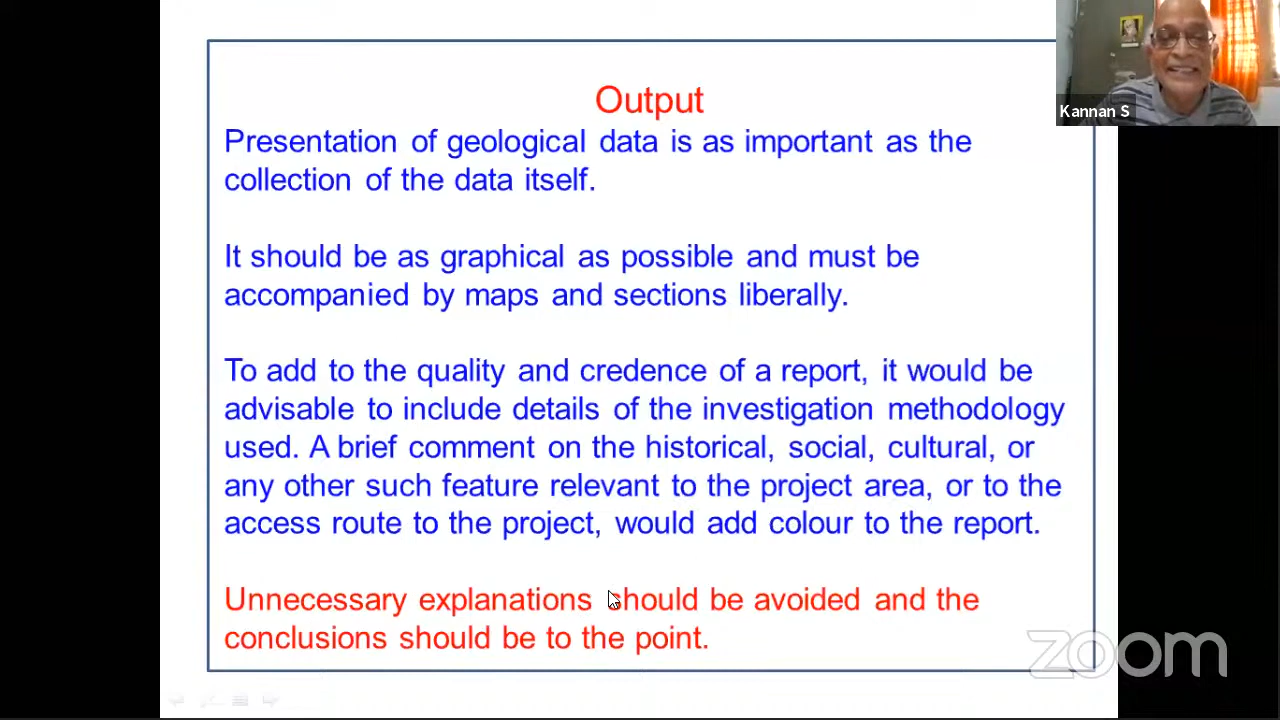 Output
Kannan S
Presentation of geological data is as important as the
collection of the data itself.
It should be as graphical as possible and must be
accompanied by maps and sections liberally.
To add to the quality and credence of a report, it would be
advisable to include details of the investigation methodology
used. A brief comment on the historical, social, cultural, or
any other such feature relevant to the project area, or to the
access route to the project, would add colour to the report.
Unnecessary explanations should be avoided and the
conclusions should be to the point.
zoom